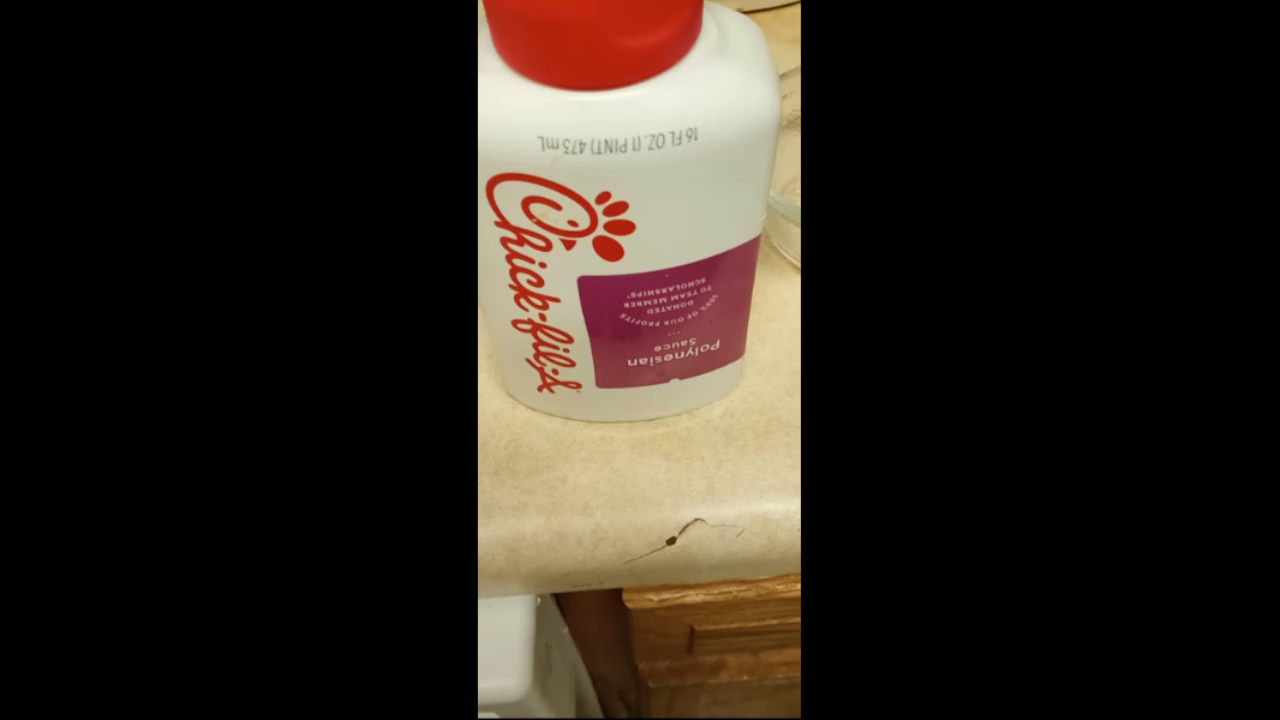 Chick-fil-A
Polynesian
Sauce
100% OF OUR PROFITS
DONATED
TO TEAM MEMBER
SCHOLARSHIPS*
16 FL OZ. (1 PINT) 473 mL